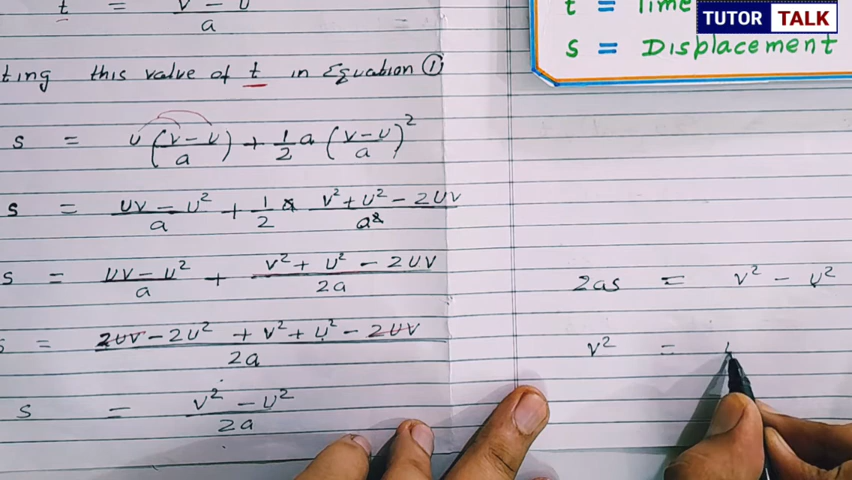 t = v - u / a
ting this value of t in Equation ①
s = u (v - u / a) + 1/2 a (v - u / a)²
s = uv - u² / a + 1/2 a v² + u² - 2uv / a²
s = uv - u² / a + v² + u² - 2uv / 2a
s = 2uv - 2u² + v² + u² - 2uv / 2a
s = v² - u² / 2a
t = Time
TUTOR TALK
s = Displacement
2as = v² - u²
v² =